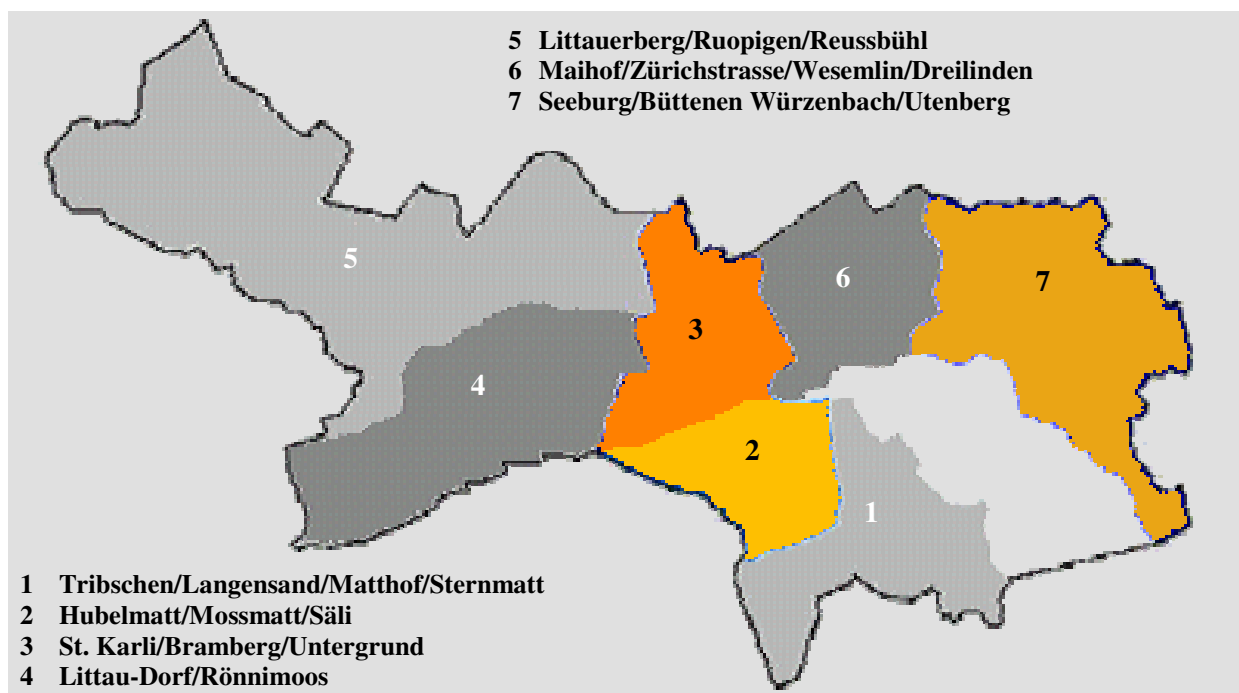 5 Littauerberg/Ruopigen/Reussbühl
6 Maihof/Zürichstrasse/Wesemlin/Dreilinden
7 Seeburg/Büttenen Würzenbach/Utenberg
5
6
7
3
4
2
1
1 Tribschen/Langensand/Matthof/Sternmatt
2 Hubelmatt/Mossmatt/Säli
3 St. Karli/Bramberg/Untergrund
4 Littau-Dorf/Rönnimoos